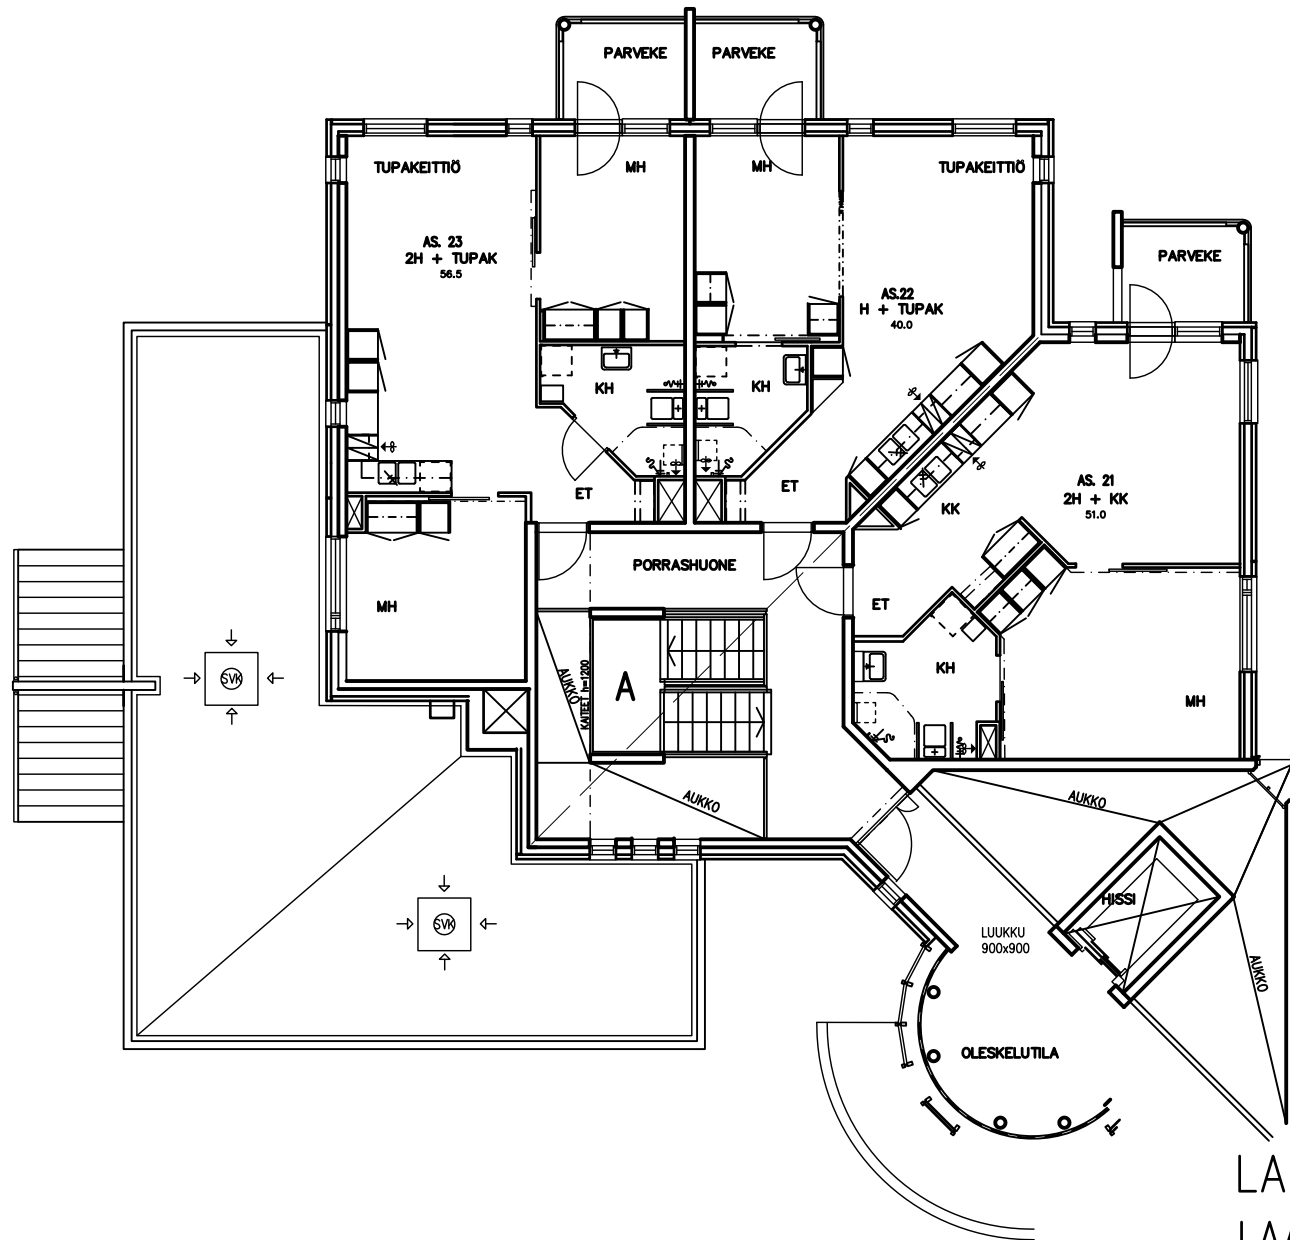 PARVEKE
PARVEKE
TUPAKEITTIÖ
MH
MH
TUPAKEITTIÖ
AS. 23
2H + TUPAK
56.5
PARVEKE
AS.22
H + TUPAK
40.0
KH
KH
AS. 21
2H + KK
51.0
ET
ET
KK
PORRASHUONE
MH
ET
AUKKO
KAITEET h=1200
A
KH
SVK
MH
AUKKO
AUKKO
HISSI
SVK
LUUKKU
900x900
AUKKO
OLESKELUTILA
LA